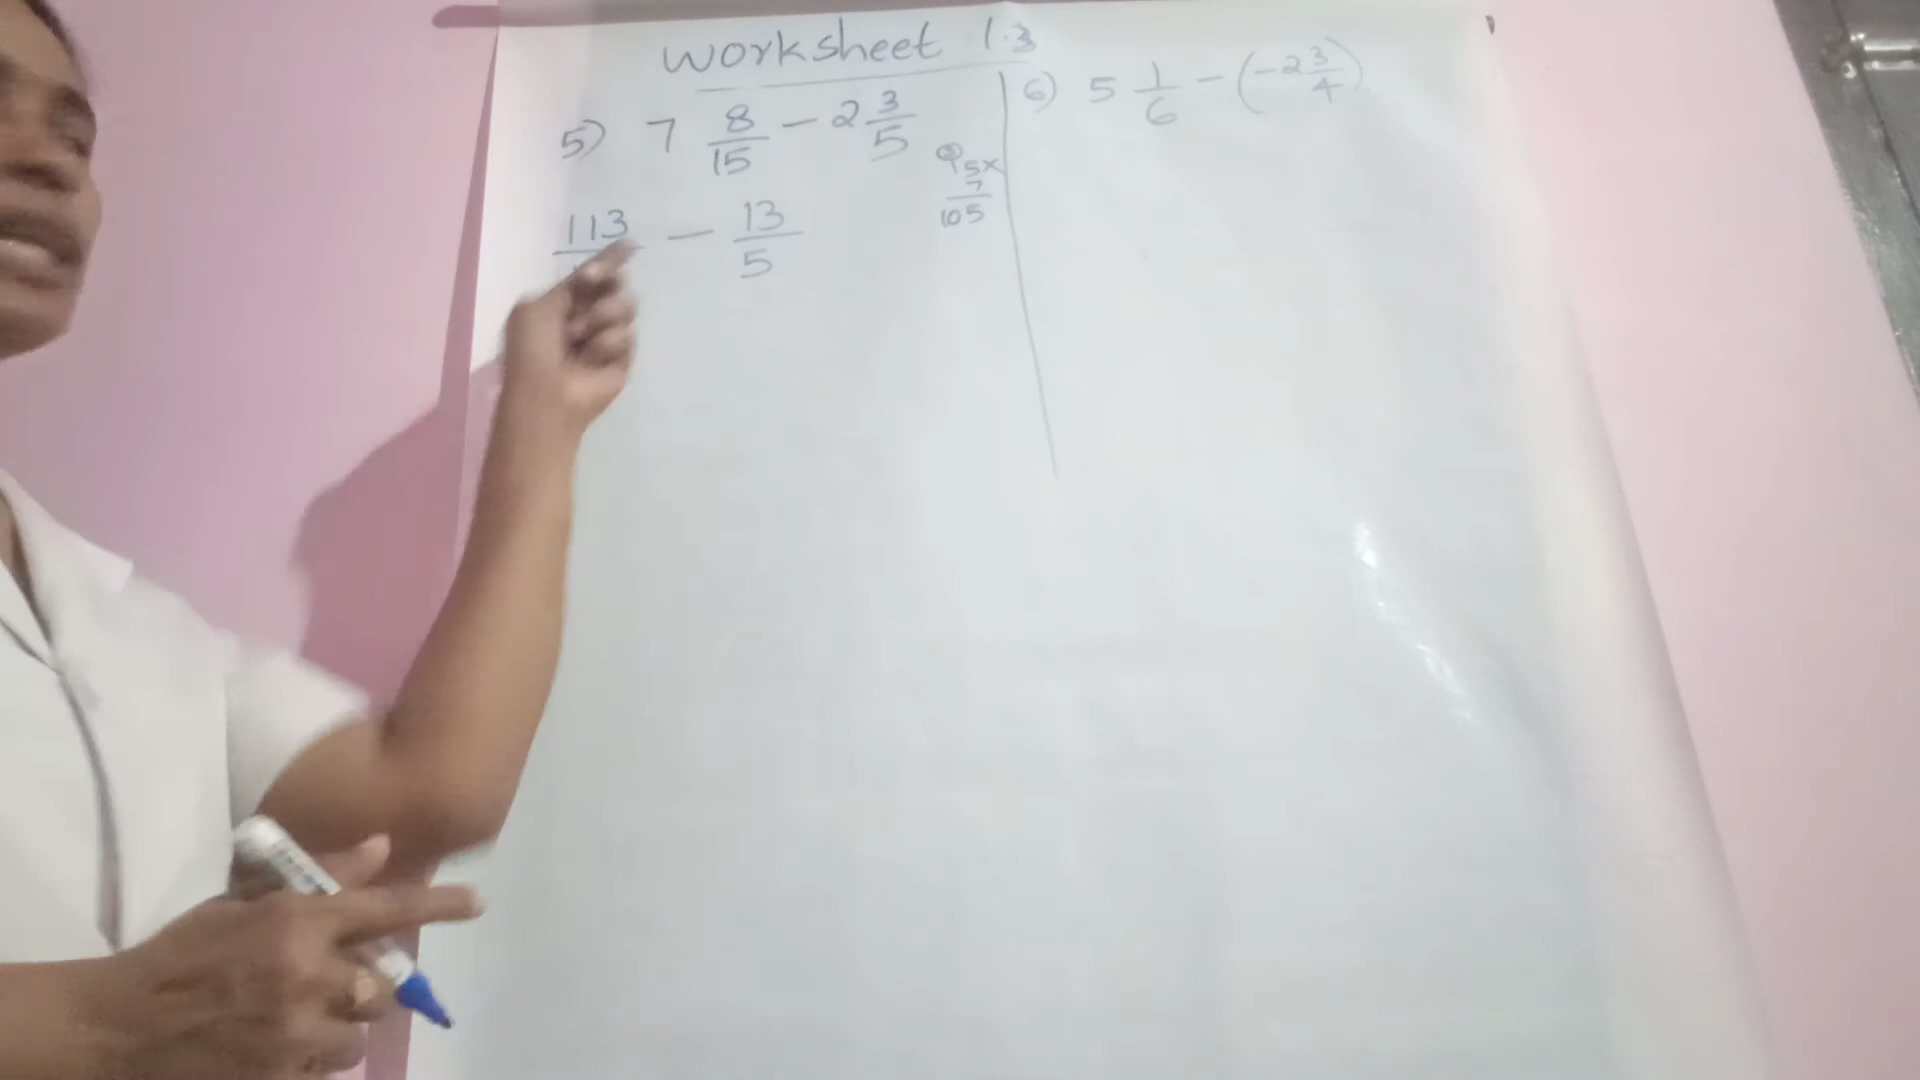 Worksheet 1.3
5) 7 8/15 - 2 3/5
5x
7
105
113/ - 13/5
6) 5 1/6 - (-2 3/4)